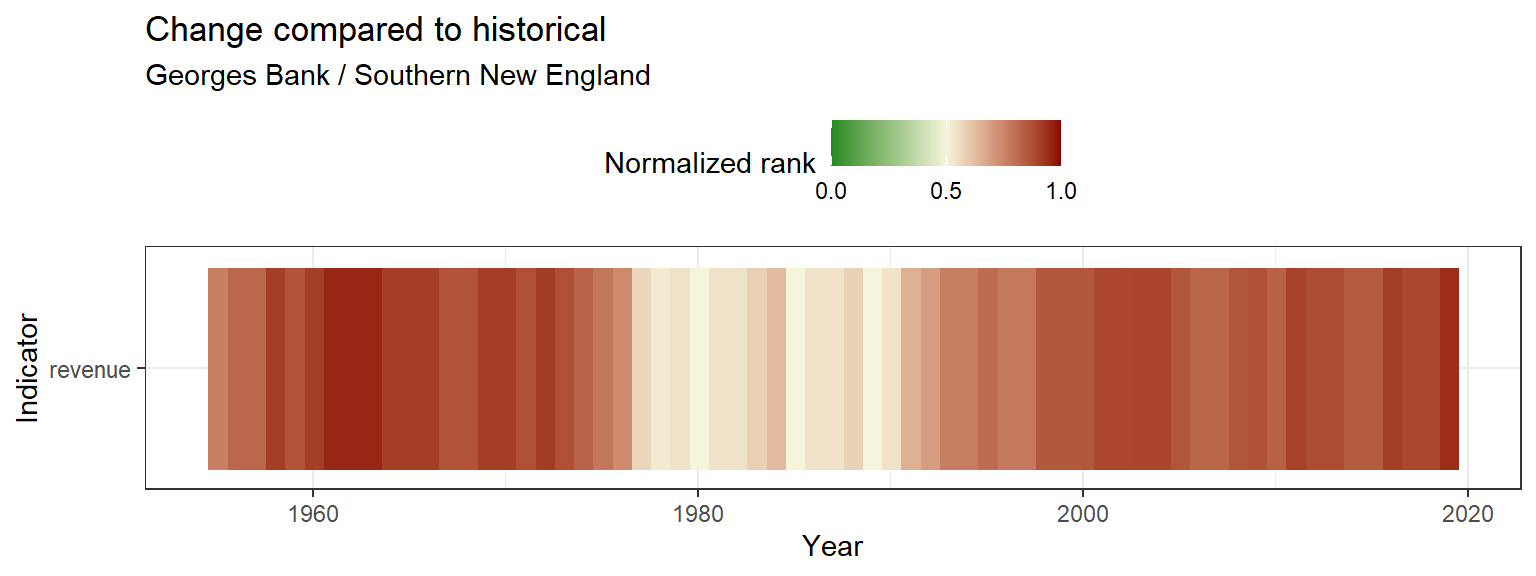 Change compared to historical
Georges Bank / Southern New England
Normalized rank
0.0 0.5 1.0
Indicator
revenue
1960 1980 2000 2020
Year